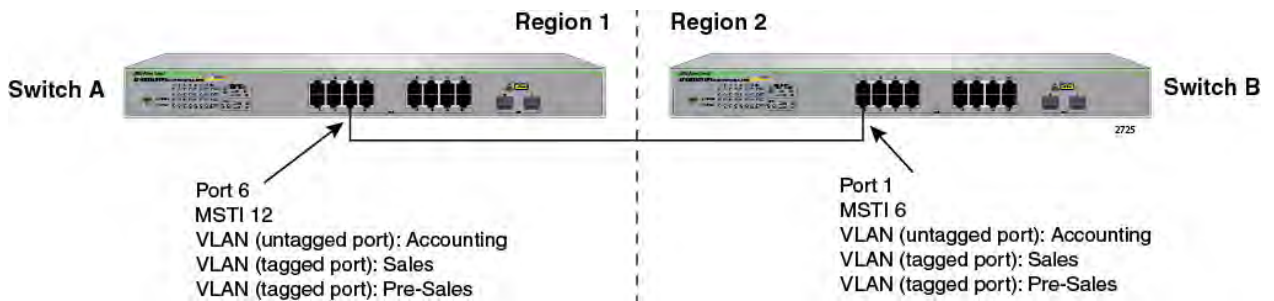 Region 1
Region 2
Switch A
Switch B
2725
Port 6
MSTI 12
VLAN (untagged port): Accounting
VLAN (tagged port): Sales
VLAN (tagged port): Pre-Sales
Port 1
MSTI 6
VLAN (untagged port): Accounting
VLAN (tagged port): Sales
VLAN (tagged port): Pre-Sales